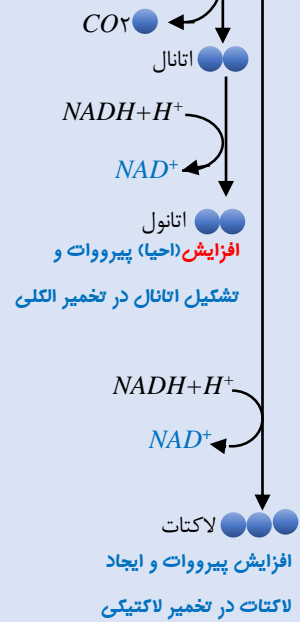 CO۲
اتانال
NADH+H⁺
NAD⁺
اتانول
افزایش(احیا) پیرووات و
تشکیل اتانال در تخمیر الکلی
NADH+H⁺
NAD⁺
لاکتات
افزایش پیرووات و ایجاد
لاکتات در تخمیر لاکتیکی